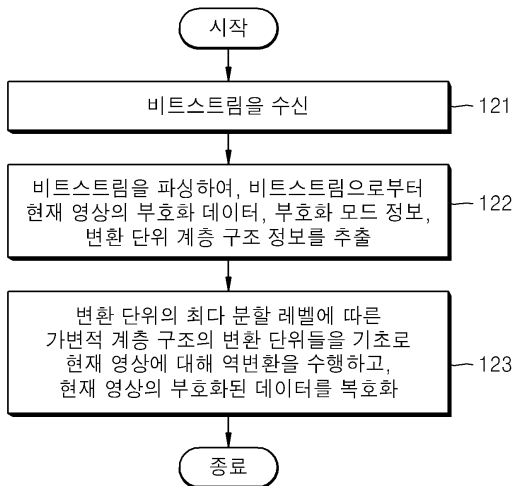 시작
비트스트림을 수신
121
비트스트림을 파싱하여, 비트스트림으로부터
현재 영상의 부호화 데이터, 부호화 모드 정보,
변환 단위 계층 구조 정보를 추출
122
변환 단위의 최다 분할 레벨에 따른
가변적 계층 구조의 변환 단위들을 기초로
현재 영상에 대해 역변환을 수행하고,
현재 영상의 부호화된 데이터를 복호화
123
종료